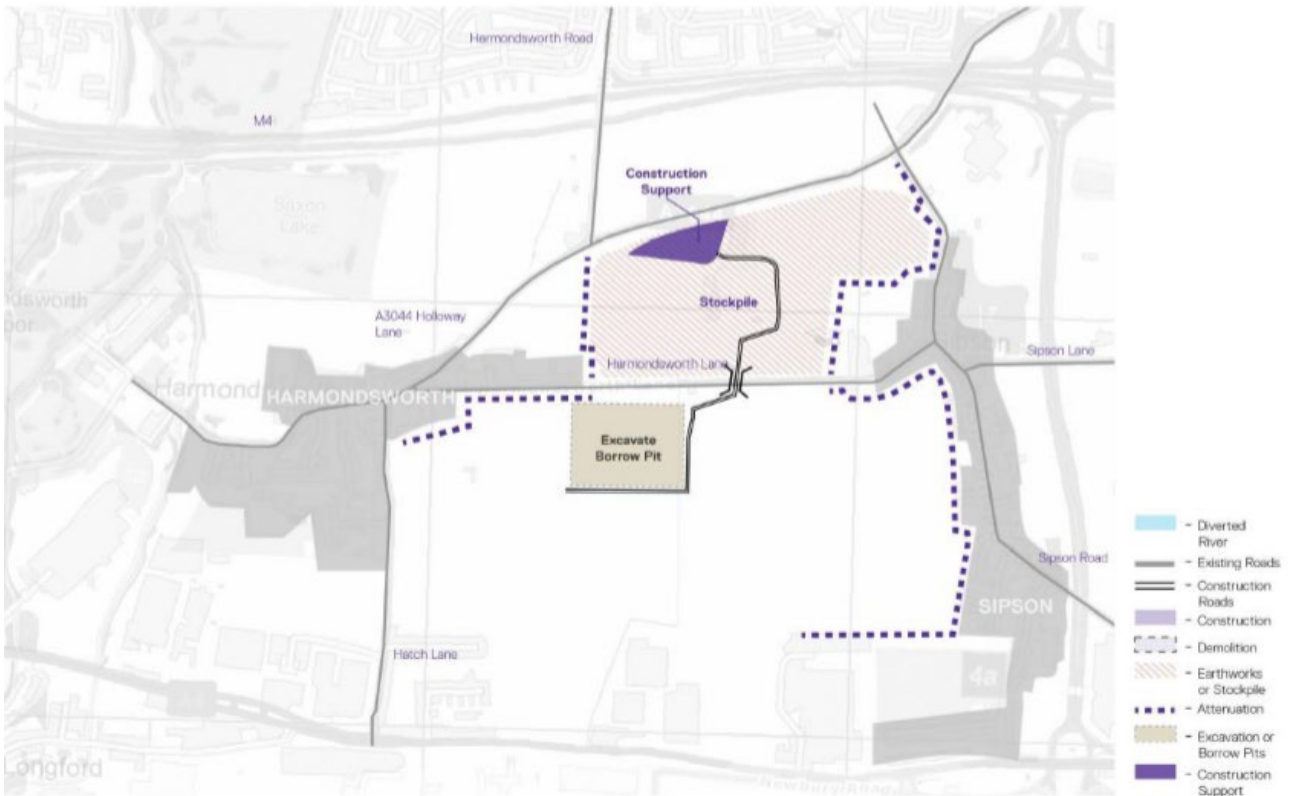 Harmondsworth Road
M4
Construction
Support
Saxon
Lake
Stockpile
A3044 Holloway
Lane
Harmondsworth Lane
Sipson Lane
Harmond
HARMONDSWORTH
Excavate
Borrow Pit
Sipson Road
SIPSON
Hatch Lane
4a
Longford
Newbury Road
- Diverted
River
- Existing Roads
- Construction
Roads
- Construction
- Demolition
- Earthworks
or Stockpile
- Attenuation
- Excavation or
Borrow Pits
- Construction
Support